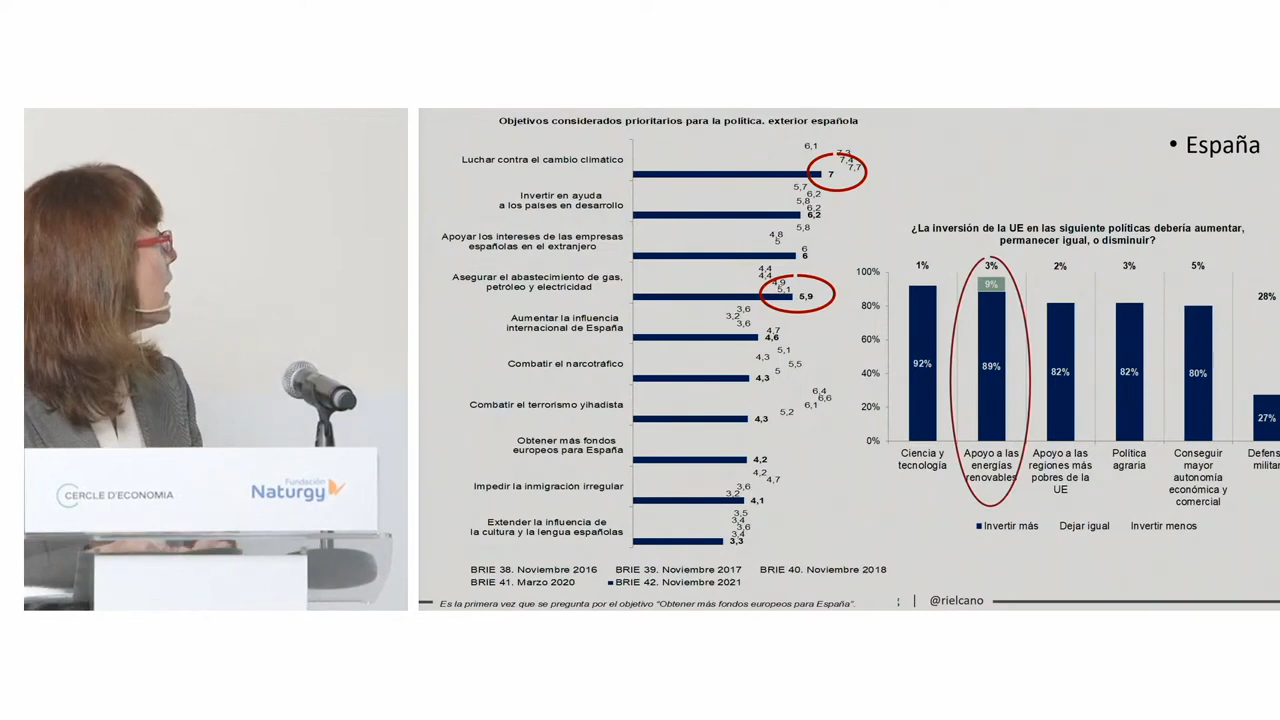 Objetivos considerados prioritarios para la política. exterior española
Luchar contra el cambio climático
6,1
7,3
7,4
7,7
7
Invertir en ayuda
a los países en desarrollo
5,7
6,2
5,8
6,2
6,2
Apoyar los intereses de las empresas
españolas en el extranjero
5,8
4,8
5
6
6
Asegurar el abastecimiento de gas,
petróleo y electricidad
4,4
4,4
4,9
5,1
5,9
Aumentar la influencia
internacional de España
3,6
3,2
3,6
4,7
4,6
Combatir el narcotráfico
5,1
4,3
5,5
5
4,3
Combatir el terrorismo yihadista
6,4
6,6
6,1
5,2
4,3
Obtener más fondos
europeos para España
4,2
Impedir la inmigración irregular
4,2
4,7
3,6
3,2
4,1
Extender la influencia de
la cultura y la lengua españolas
3,5
3,4
3,6
3,4
3,3
BRIE 38. Noviembre 2016
BRIE 39. Noviembre 2017
BRIE 40. Noviembre 2018
BRIE 41. Marzo 2020
BRIE 42. Noviembre 2021
Es la primera vez que se pregunta por el objetivo "Obtener más fondos europeos para España".
• España
¿La inversión de la UE en las siguiente políticas debería aumentar,
permanecer igual, o disminuir?
1%
3%
2%
3%
5%
28%
100%
80%
60%
40%
20%
0%
9%
92%
89%
82%
82%
80%
27%
Ciencia y
tecnología
Apoyo a las
energías
renovables
Apoyo a las
regiones más
pobres de la
UE
Política
agraria
Conseguir
mayor
autonomía
económica y
comercial
Defens
militar
Invertir más
Dejar igual
Invertir menos
@rielcano
CERCLE D'ECONOMIA
Fundación
Naturgy